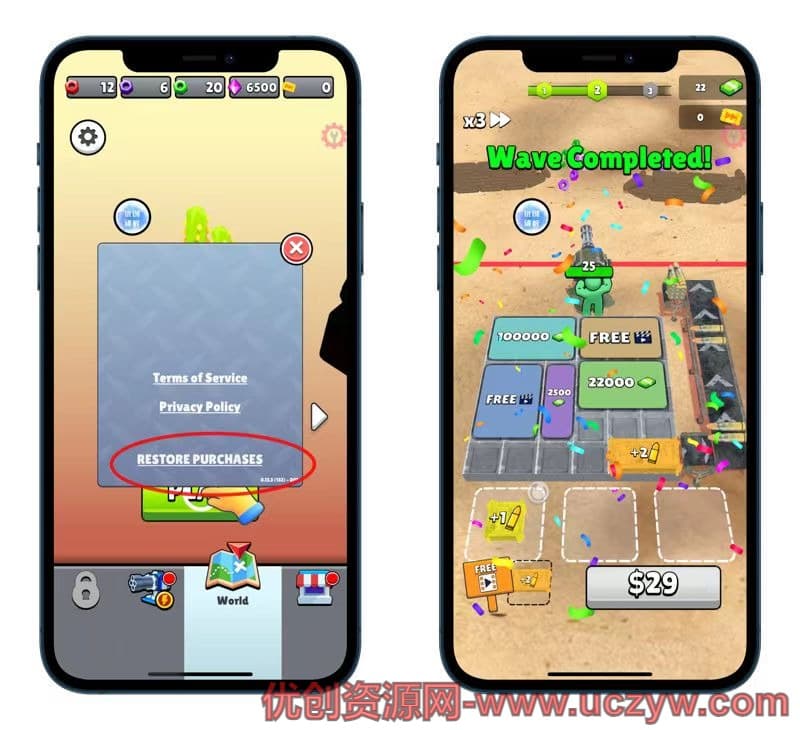 12
6
20
6500
0
Terms of Service
Privacy Policy
RESTORE PURCHASES
World
1
2
3
22
0
x3
Wave Completed!
25
100000
FREE
FREE
2500
22000
+2
+1
FREE
+2
$29
优创资源网-www.uczyw.com